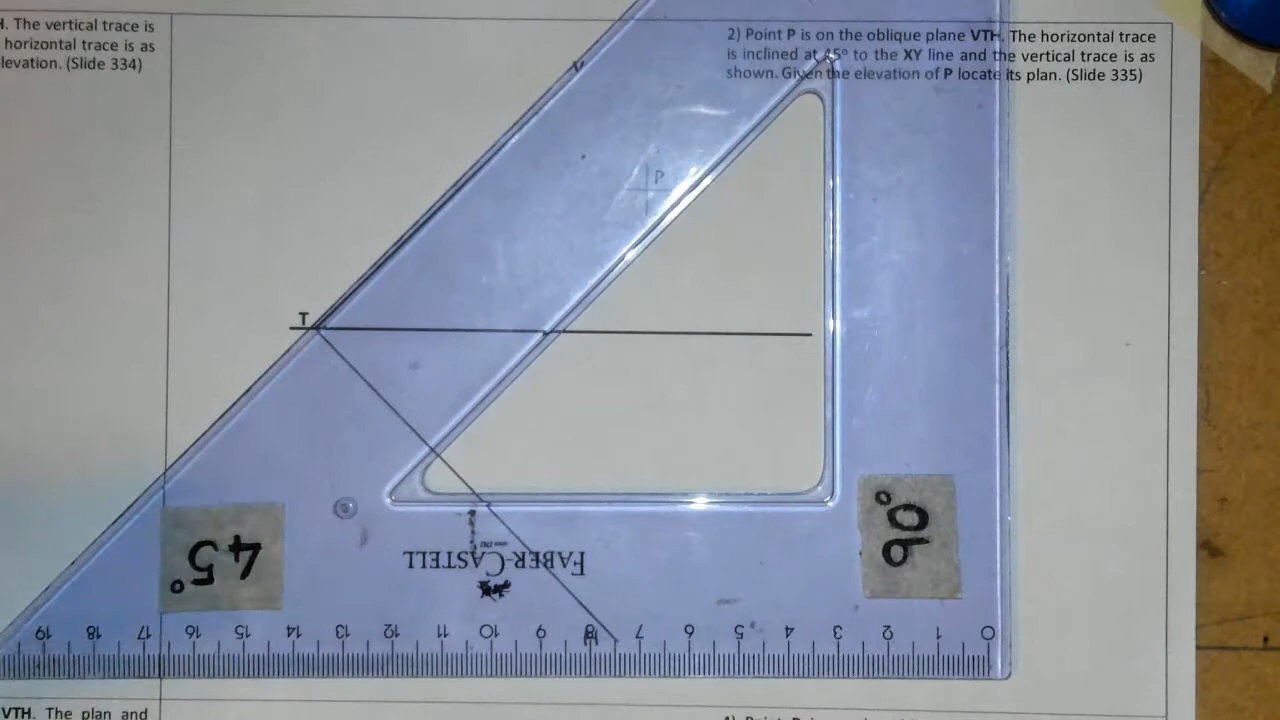 H. The vertical trace is
horizontal trace is as
levation. (Slide 334)
2) Point P is on the oblique plane VTH. The horizontal trace
is inclined at 45° to the XY line and the vertical trace is as
shown. Given the elevation of P locate its plan. (Slide 335)
V
P
T
45°
90°
FABER-CASTELL
since 1761
H
19 18 17 16 15 14 13 12 11 10 9 8 7 6 5 4 3 2 1 0
VTH. The plan and